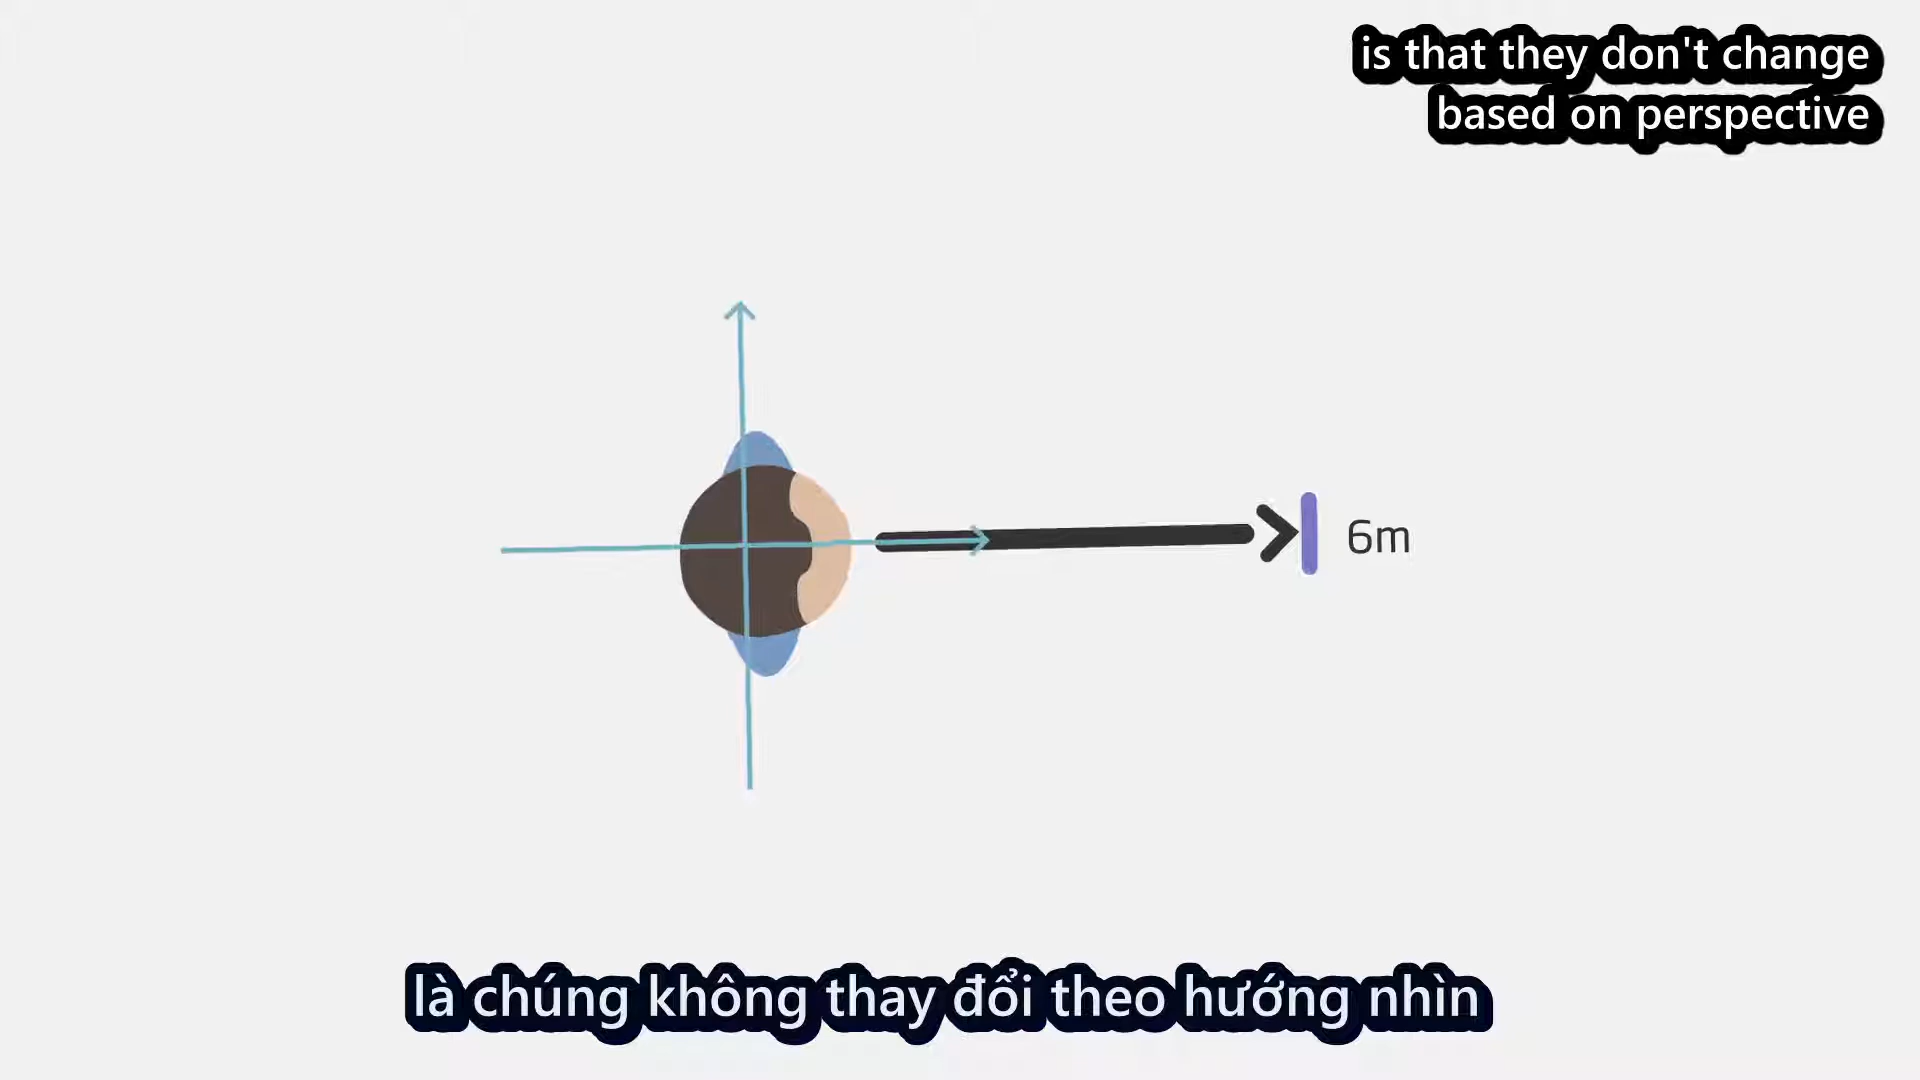 is that they don't change
based on perspective
6m
là chúng không thay đổi theo hướng nhìn